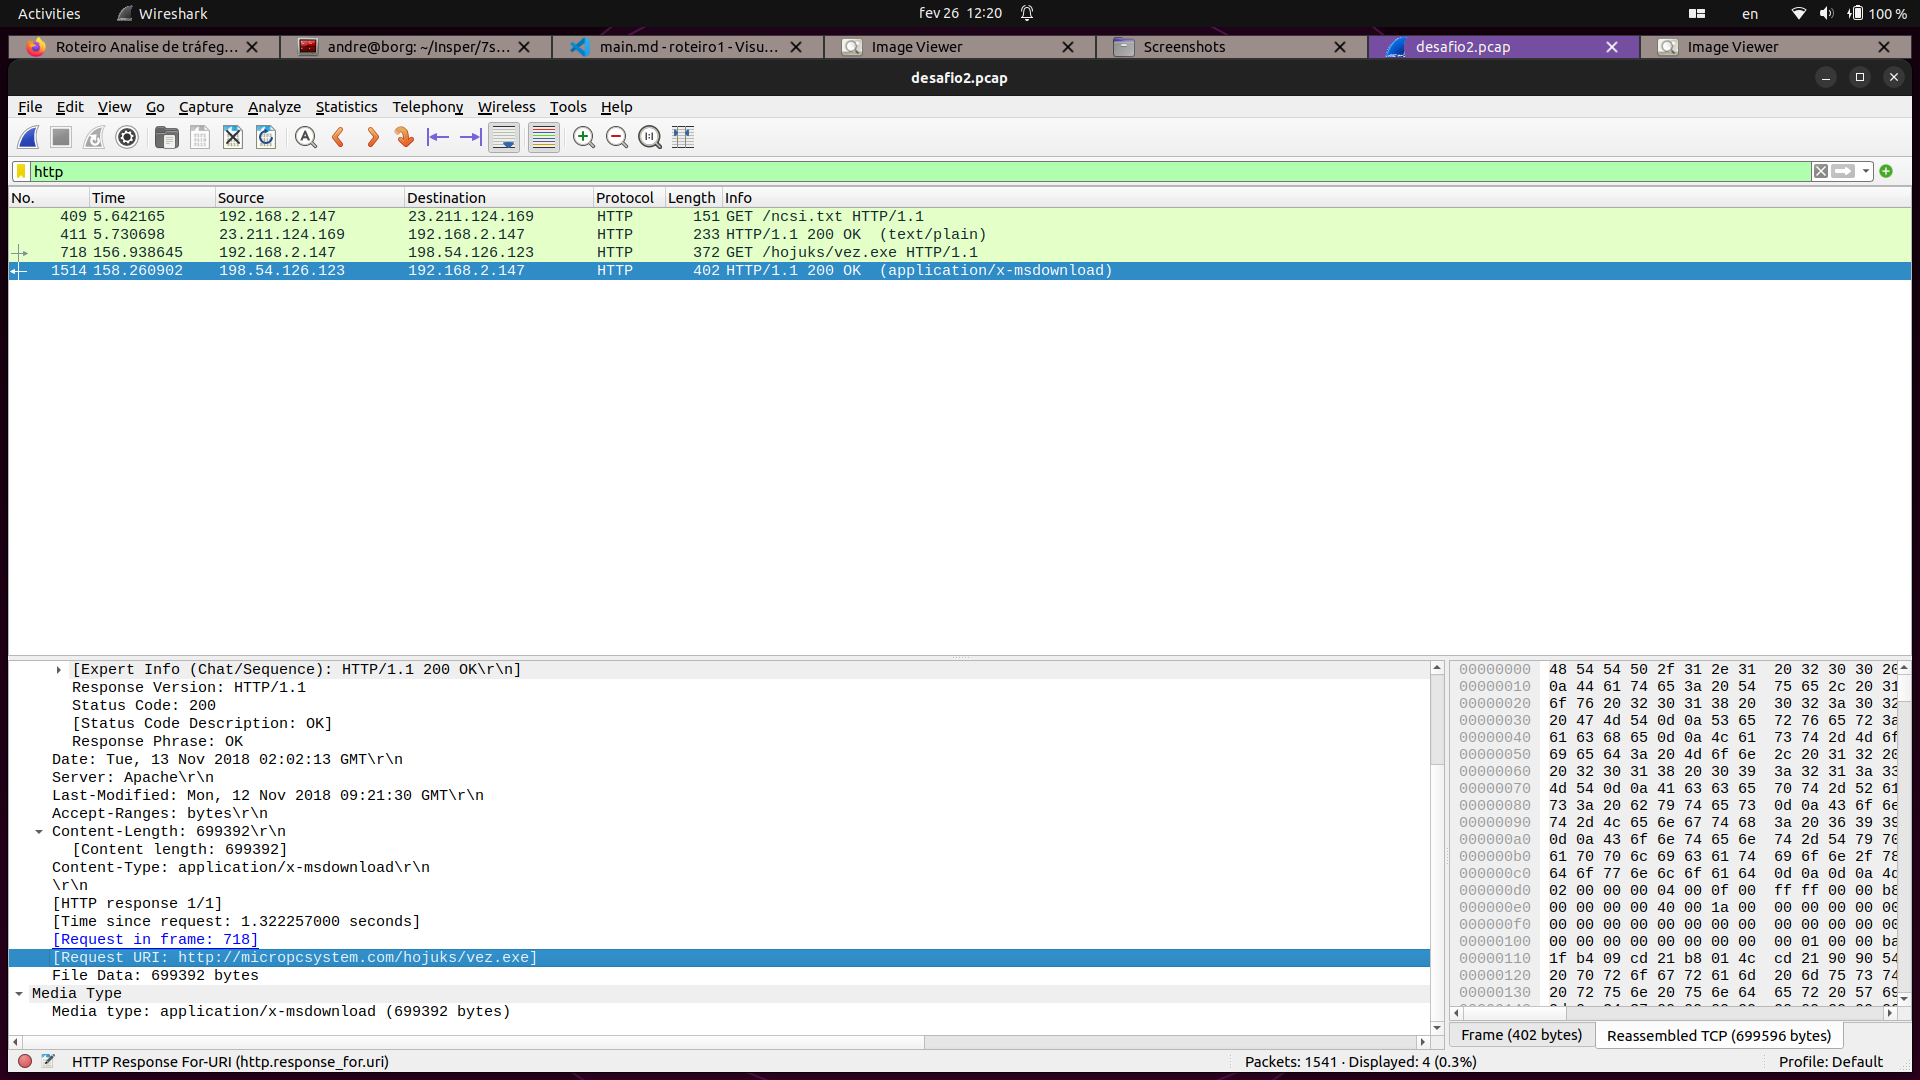 Activities
Wireshark
fev 26 12:20
en
100 %
Roteiro Analise de tráfeg...
andre@borg: ~/Insper/7s...
main.md - roteiro1 - Visu...
Image Viewer
Screenshots
desafio2.pcap
Image Viewer
desafio2.pcap
File Edit View Go Capture Analyze Statistics Telephony Wireless Tools Help
http
No. Time Source Destination Protocol Length Info
409 5.642165 192.168.2.147 23.211.124.169 HTTP 151 GET /ncsi.txt HTTP/1.1
411 5.730698 23.211.124.169 192.168.2.147 HTTP 233 HTTP/1.1 200 OK (text/plain)
718 156.938645 192.168.2.147 198.54.126.123 HTTP 372 GET /hojuks/vez.exe HTTP/1.1
1514 158.260902 198.54.126.123 192.168.2.147 HTTP 402 HTTP/1.1 200 OK (application/x-msdownload)
[Expert Info (Chat/Sequence): HTTP/1.1 200 OK\r\n]
Response Version: HTTP/1.1
Status Code: 200
[Status Code Description: OK]
Response Phrase: OK
Date: Tue, 13 Nov 2018 02:02:13 GMT\r\n
Server: Apache\r\n
Last-Modified: Mon, 12 Nov 2018 09:21:30 GMT\r\n
Accept-Ranges: bytes\r\n
Content-Length: 699392\r\n
[Content length: 699392]
Content-Type: application/x-msdownload\r\n
\r\n
[HTTP response 1/1]
[Time since request: 1.322257000 seconds]
[Request in frame: 718]
[Request URI: http://micropcsystem.com/hojuks/vez.exe]
File Data: 699392 bytes
Media Type
Media type: application/x-msdownload (699392 bytes)
00000000 48 54 54 50 2f 31 2e 31 20 32 30 30 20
00000010 0a 44 61 74 65 3a 20 54 75 65 2c 20 31
00000020 6f 76 20 32 30 31 38 20 30 32 3a 30 32
00000030 20 47 4d 54 0d 0a 53 65 72 76 65 72 3a
00000040 61 63 68 65 0d 0a 4c 61 73 74 2d 4d 6f
00000050 69 65 64 3a 20 4d 6f 6e 2c 20 31 32 20
00000060 20 32 30 31 38 20 30 39 3a 32 31 3a 33
00000070 4d 54 0d 0a 41 63 63 65 70 74 2d 52 61
00000080 73 3a 20 62 79 74 65 73 0d 0a 43 6f 6e
00000090 74 2d 4c 65 6e 67 74 68 3a 20 36 39 39
000000a0 0d 0a 43 6f 6e 74 65 6e 74 2d 54 79 70
000000b0 61 70 70 6c 69 63 61 74 69 6f 6e 2f 78
000000c0 64 6f 77 6e 6c 6f 61 64 0d 0a 0d 0a 4d
000000d0 02 00 00 00 04 00 0f 00 ff ff 00 00 b8
000000e0 00 00 00 00 40 00 1a 00 00 00 00 00 00
000000f0 00 00 00 00 00 00 00 00 00 00 00 00 00
00000100 00 00 00 00 00 00 00 00 00 01 00 00 ba
00000110 1f b4 09 cd 21 b8 01 4c cd 21 90 90 54
00000120 20 70 72 6f 67 72 61 6d 20 6d 75 73 74
00000130 20 72 75 6e 20 75 6e 64 65 72 20 57 69
Frame (402 bytes)
Reassembled TCP (699596 bytes)
HTTP Response For-URI (http.response_for.uri)
Packets: 1541 · Displayed: 4 (0.3%)
Profile: Default